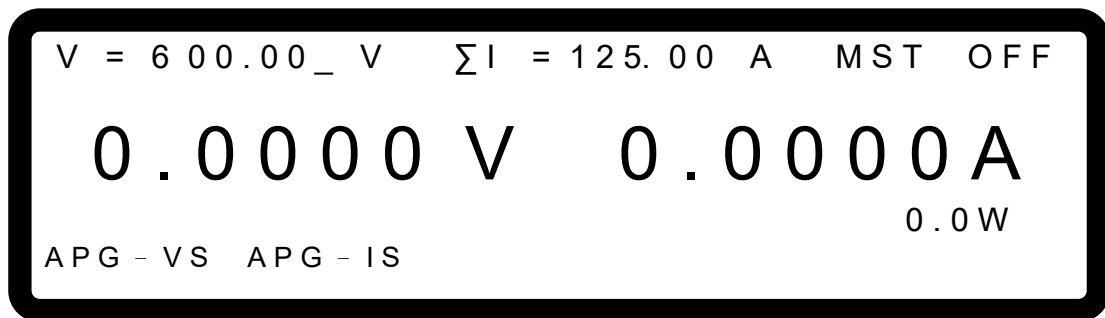 V = 600.00_ V ∑I = 125.00 A MST OFF
0.0000 V 0.0000A
0.0W
APG–VS APG–IS